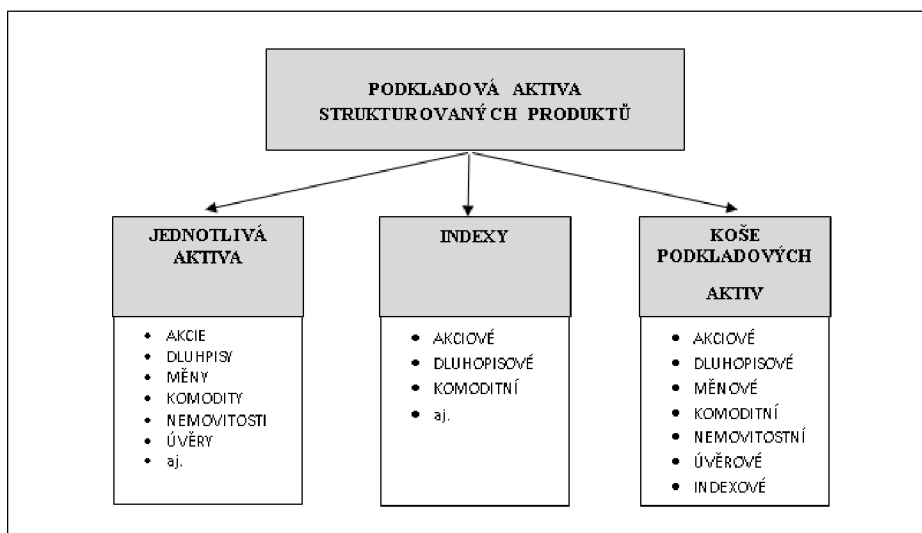 PODKLADOVÁ AKTIVA
STRUKTUROVANÝCH PRODUKTŮ
JEDNOTLIVÁ
AKTIVA
• AKCIE
• DLUHPISY
• MĚNY
• KOMODITY
• NEMOVITOSTI
• ÚVĚRY
• aj.
INDEXY
• AKCIOVÉ
• DLUHOPISOVÉ
• KOMODITNÍ
• aj.
KOŠE
PODKLADOVÝCH
AKTIV
• AKCIOVÉ
• DLUHOPISOVÉ
• MĚNOVÉ
• KOMODITNÍ
• NEMOVITOSTNÍ
• ÚVĚROVÉ
• INDEXOVÉ